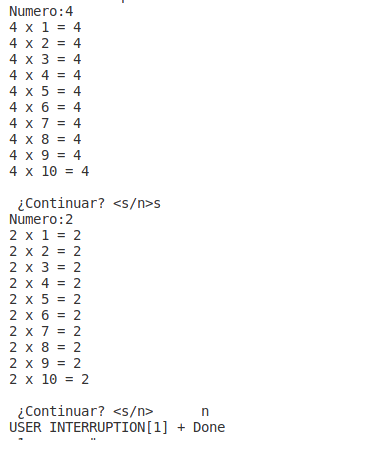 Numero:4
4 x 1 = 4
4 x 2 = 4
4 x 3 = 4
4 x 4 = 4
4 x 5 = 4
4 x 6 = 4
4 x 7 = 4
4 x 8 = 4
4 x 9 = 4
4 x 10 = 4
¿Continuar? <s/n>s
Numero:2
2 x 1 = 2
2 x 2 = 2
2 x 3 = 2
2 x 4 = 2
2 x 5 = 2
2 x 6 = 2
2 x 7 = 2
2 x 8 = 2
2 x 9 = 2
2 x 10 = 2
¿Continuar? <s/n>      n
USER INTERRUPTION[1] + Done